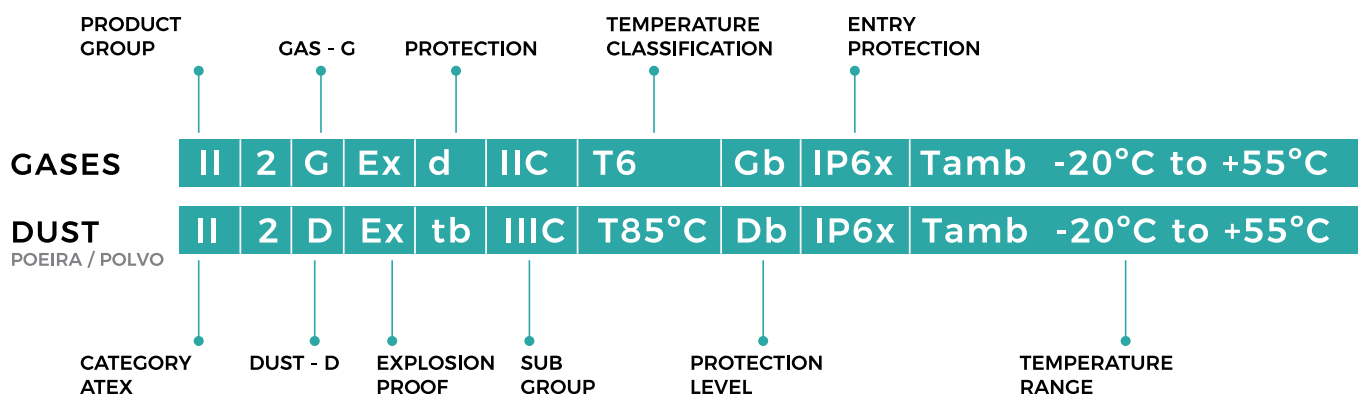 PRODUCT GROUP
GAS - G
PROTECTION
TEMPERATURE CLASSIFICATION
ENTRY PROTECTION
GASES II 2 G Ex d IIC T6 Gb IP6x Tamb -20°C to +55°C
DUST II 2 D Ex tb IIIC T85°C Db IP6x Tamb -20°C to +55°C
POEIRA / POLVO
CATEGORY ATEX
DUST - D
EXPLOSION PROOF
SUB GROUP
PROTECTION LEVEL
TEMPERATURE RANGE